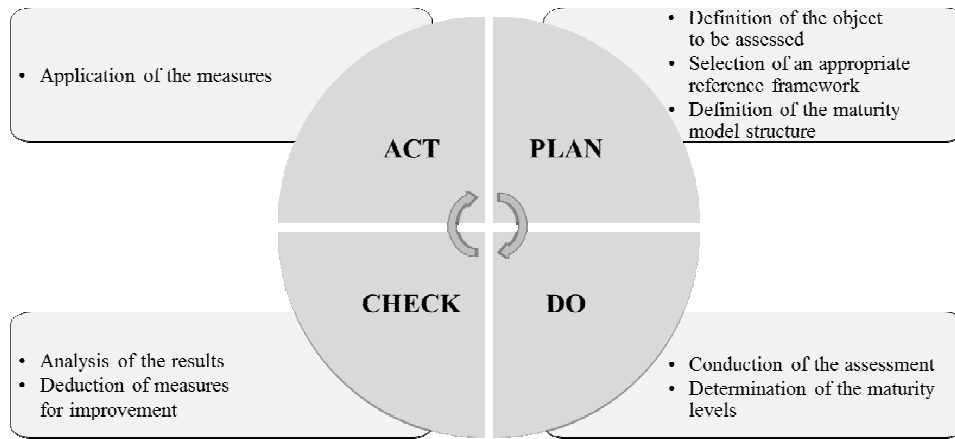 • Application of the measures
• Definition of the object
to be assessed
• Selection of an appropriate
reference framework
• Definition of the maturity
model structure
ACT
PLAN
CHECK
DO
• Analysis of the results
• Deduction of measures
for improvement
• Conduction of the assessment
• Determination of the maturity
levels